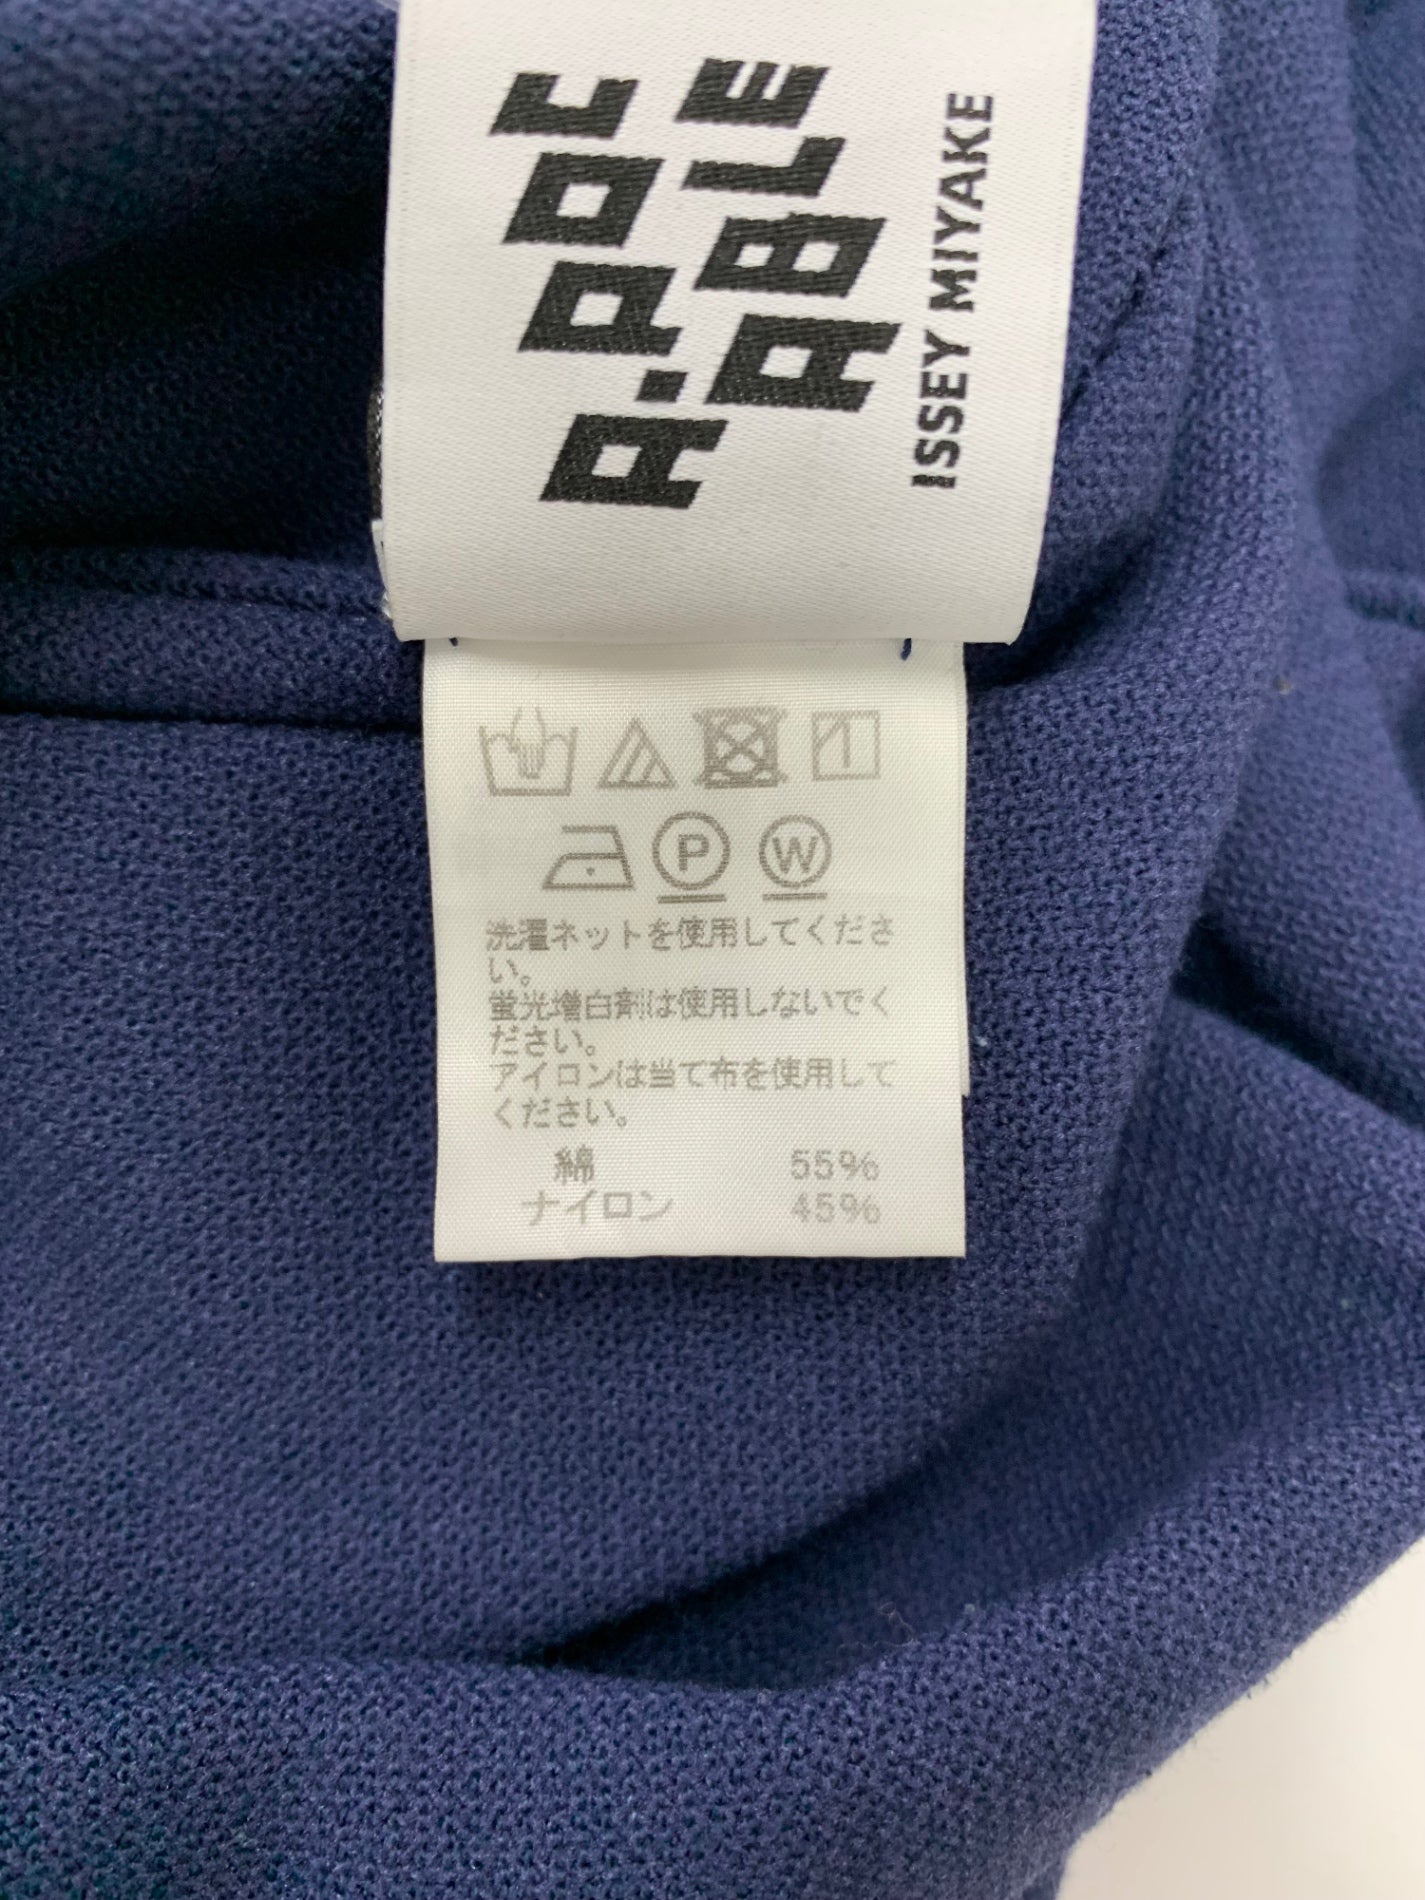 A-POC
ABLE
ISSEY MIYAKE
P
W
洗濯ネットを使用してくださ
い。
蛍光増白剤は使用しないでく
ださい。
アイロンは当て布を使用して
ください。
綿 55%
ナイロン 45%